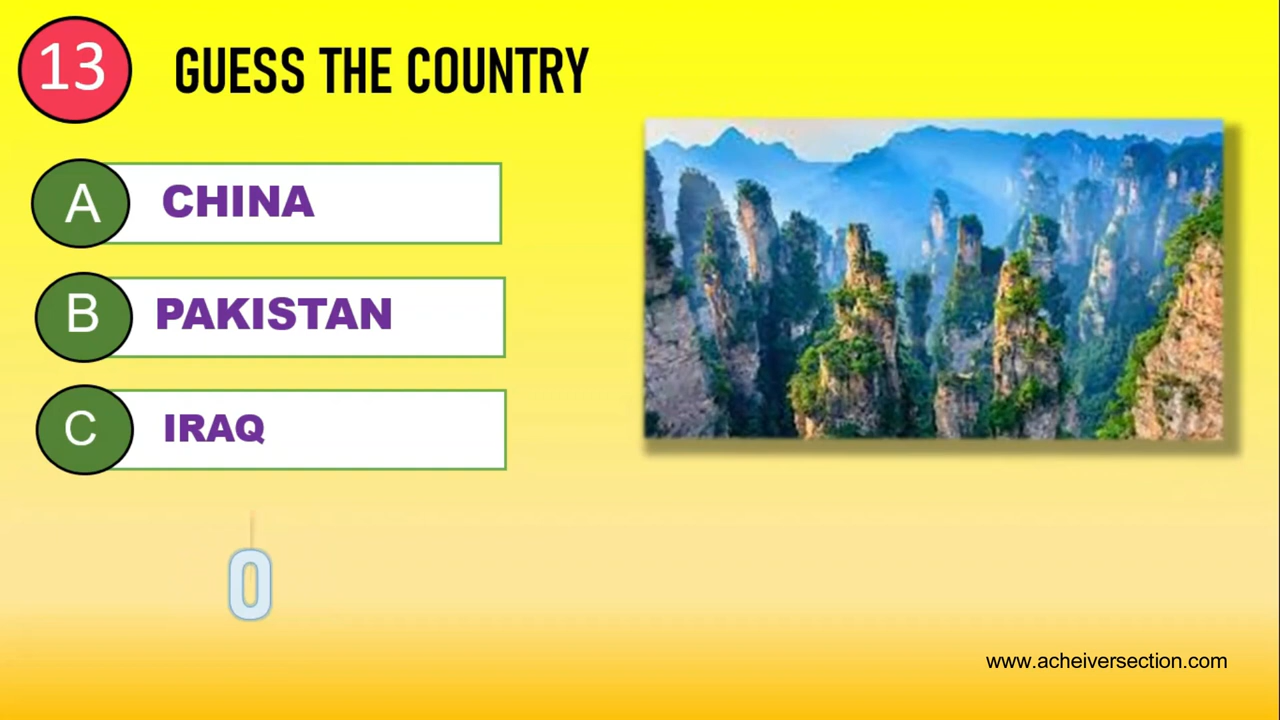 13
GUESS THE COUNTRY
A CHINA
B PAKISTAN
C IRAQ
0
www.acheiversection.com